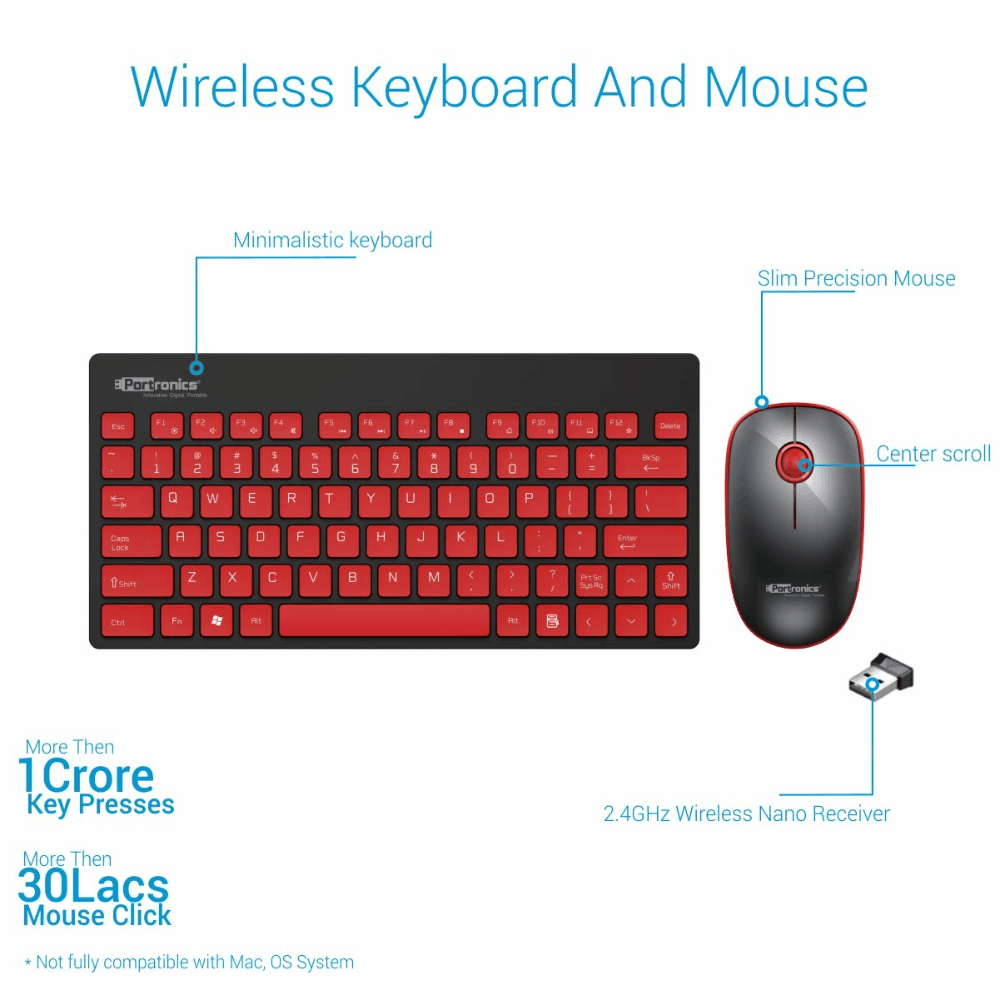 Wireless Keyboard And Mouse
Minimalistic keyboard
Slim Precision Mouse
Portronics®
Innovative. Digital. Portable.
Esc F1 F2 F3 F4 F5 F6 F7 F8 F9 F10 F11 F12 Delete
~ ! @ # $ % ^ & * ( ) — + BkSp
1 2 3 4 5 6 7 8 9 0 - = ←
Q W E R T Y U I O P { } |
[ ] \
Caps A S D F G H J K L : " Enter
Lock ; '
⇧Shift Z X C V B N M < > ? Prt Sc ︿ ⇧
, . / Sys Rq Shift
Ctrl Fn Alt Alt < ﹀ >
Center scroll
Portronics
2.4GHz Wireless Nano Receiver
More Then
1Crore
Key Presses
More Then
30Lacs
Mouse Click
* Not fully compatible with Mac, OS System